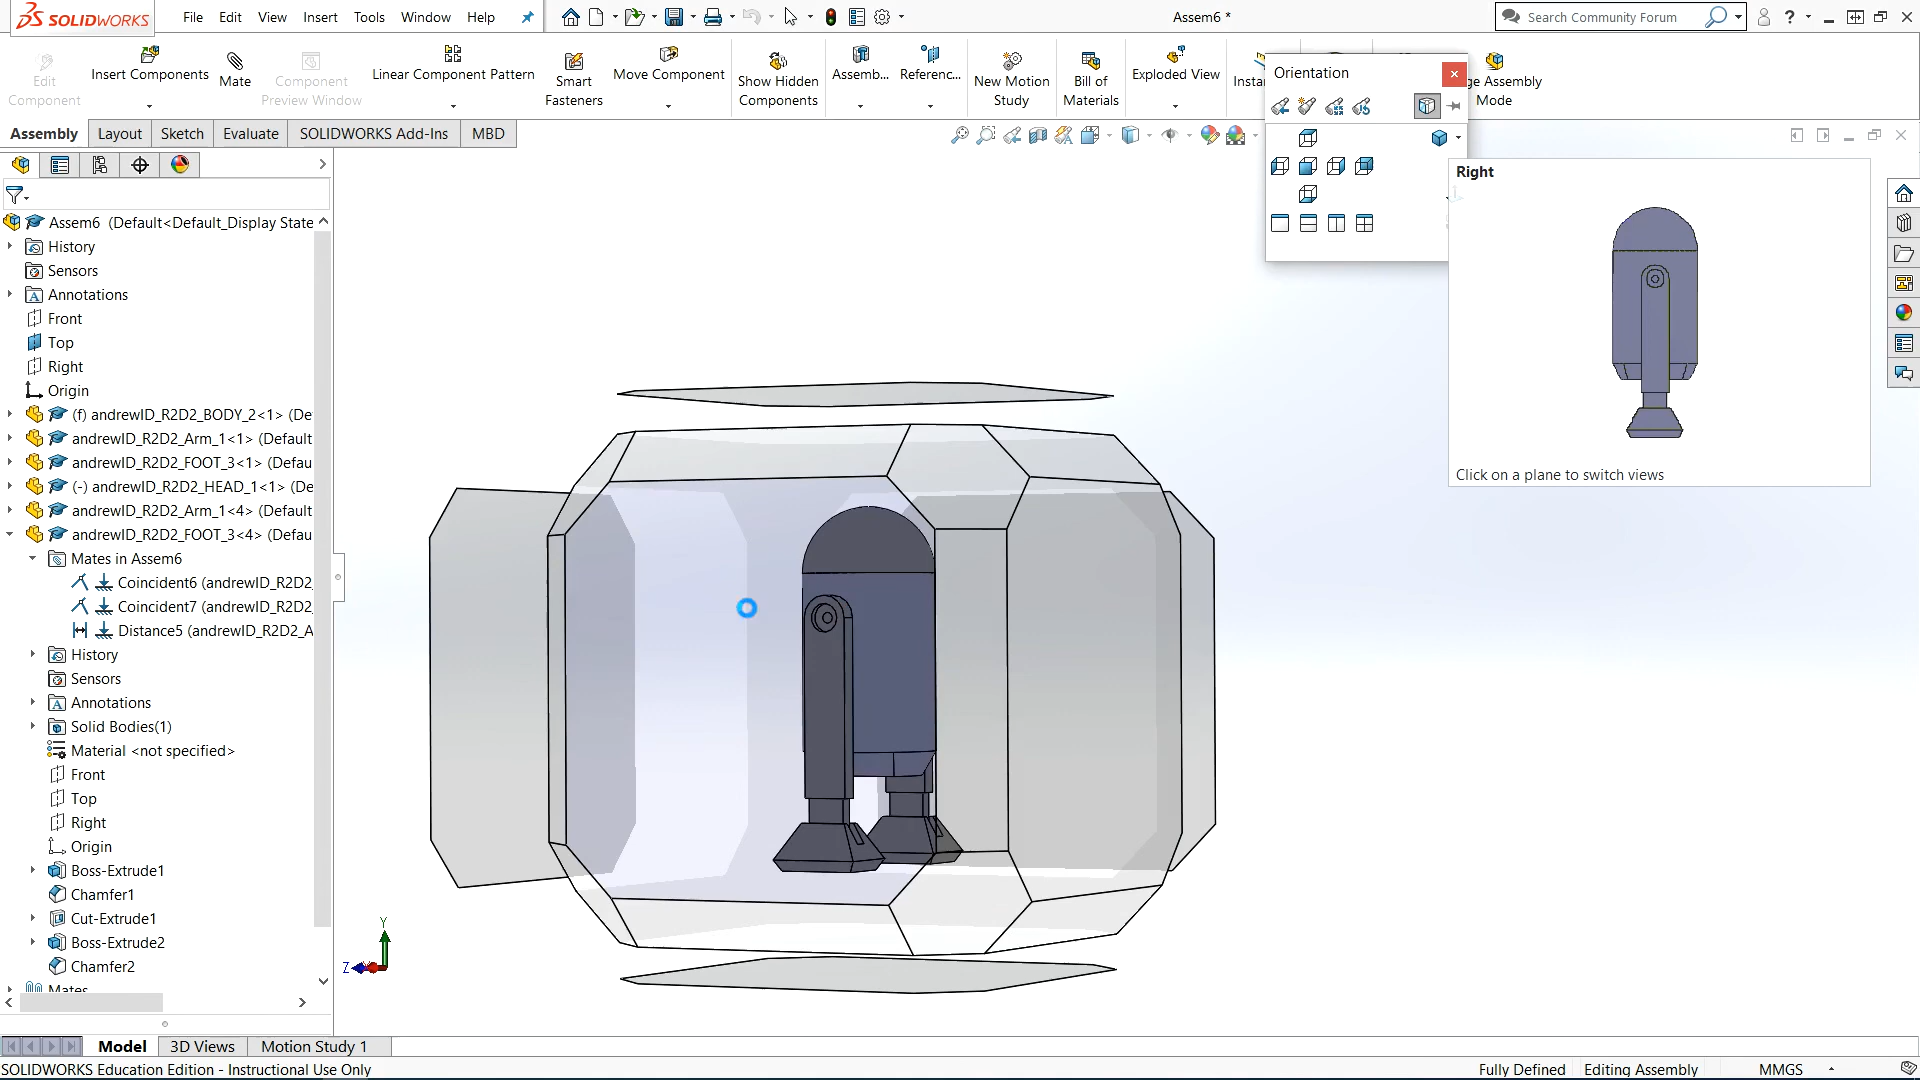 SOLIDWORKS
File Edit View Insert Tools Window Help
Assem6 *
Search Community Forum
?
Edit Component
Insert Components
Mate
Component Preview Window
Linear Component Pattern
Smart Fasteners
Move Component
Show Hidden Components
Assemb...
Referenc...
New Motion Study
Bill of Materials
Exploded View
Instan
ge Assembly Mode
Orientation
Assembly Layout Sketch Evaluate SOLIDWORKS Add-Ins MBD
Right
Click on a plane to switch views
Assem6 (Default<Default_Display State
History
Sensors
Annotations
Front
Top
Right
Origin
(f) andrewID_R2D2_BODY_2<1> (De
andrewID_R2D2_Arm_1<1> (Default
andrewID_R2D2_FOOT_3<1> (Defau
(-) andrewID_R2D2_HEAD_1<1> (De
andrewID_R2D2_Arm_1<4> (Default
andrewID_R2D2_FOOT_3<4> (Defau
Mates in Assem6
Coincident6 (andrewID_R2D2_
Coincident7 (andrewID_R2D2_
Distance5 (andrewID_R2D2_A
History
Sensors
Annotations
Solid Bodies(1)
Material <not specified>
Front
Top
Right
Origin
Boss-Extrude1
Chamfer1
Cut-Extrude1
Boss-Extrude2
Chamfer2
Mates
Y
Z
Model 3D Views Motion Study 1
SOLIDWORKS Education Edition - Instructional Use Only
Fully Defined Editing Assembly MMGS